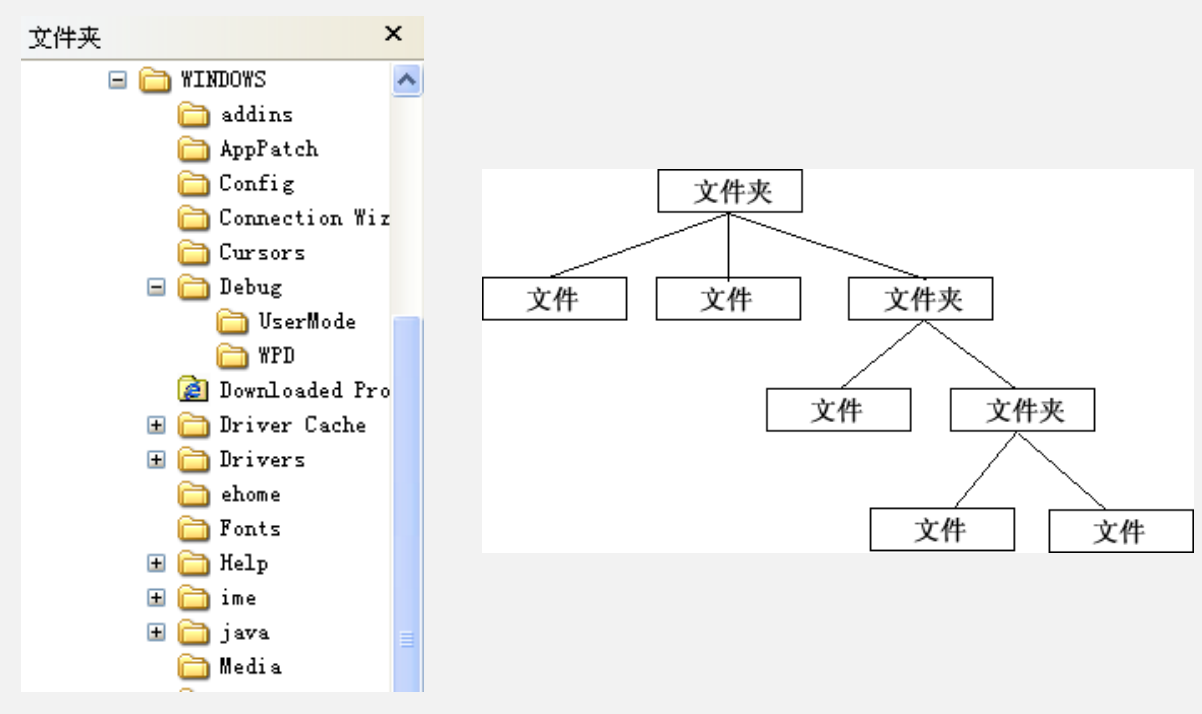 文件夹
WINDOWS
addins
AppPatch
Config
Connection Wiz
Cursors
Debug
UserMode
WPD
Downloaded Pro
Driver Cache
Drivers
ehome
Fonts
Help
ime
java
Media
文件夹
文件 文件 文件夹
文件 文件夹
文件 文件